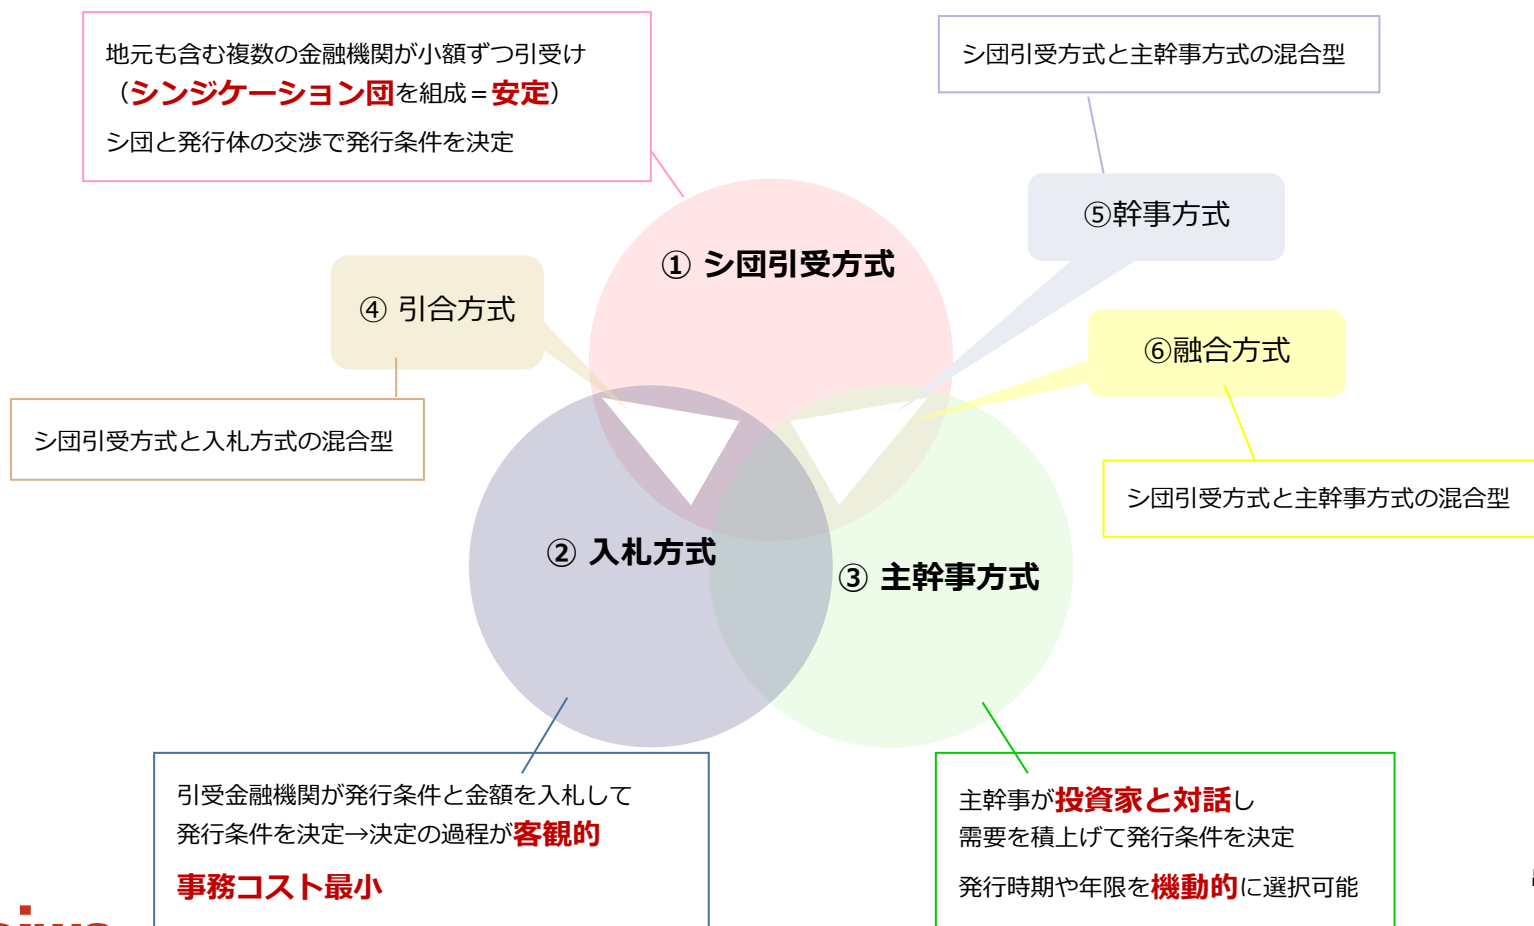 地元も含む複数の金融機関が小額ずつ引受け
（シンジケーション団を組成＝安定）
シ団と発行体の交渉で発行条件を決定
シ団引受方式と主幹事方式の混合型
⑤幹事方式
① シ団引受方式
④ 引合方式
⑥融合方式
シ団引受方式と入札方式の混合型
シ団引受方式と主幹事方式の混合型
② 入札方式
③ 主幹事方式
引受金融機関が発行条件と金額を入札して
発行条件を決定→決定の過程が客観的
事務コスト最小
主幹事が投資家と対話し
需要を積上げて発行条件を決定
発行時期や年限を機動的に選択可能